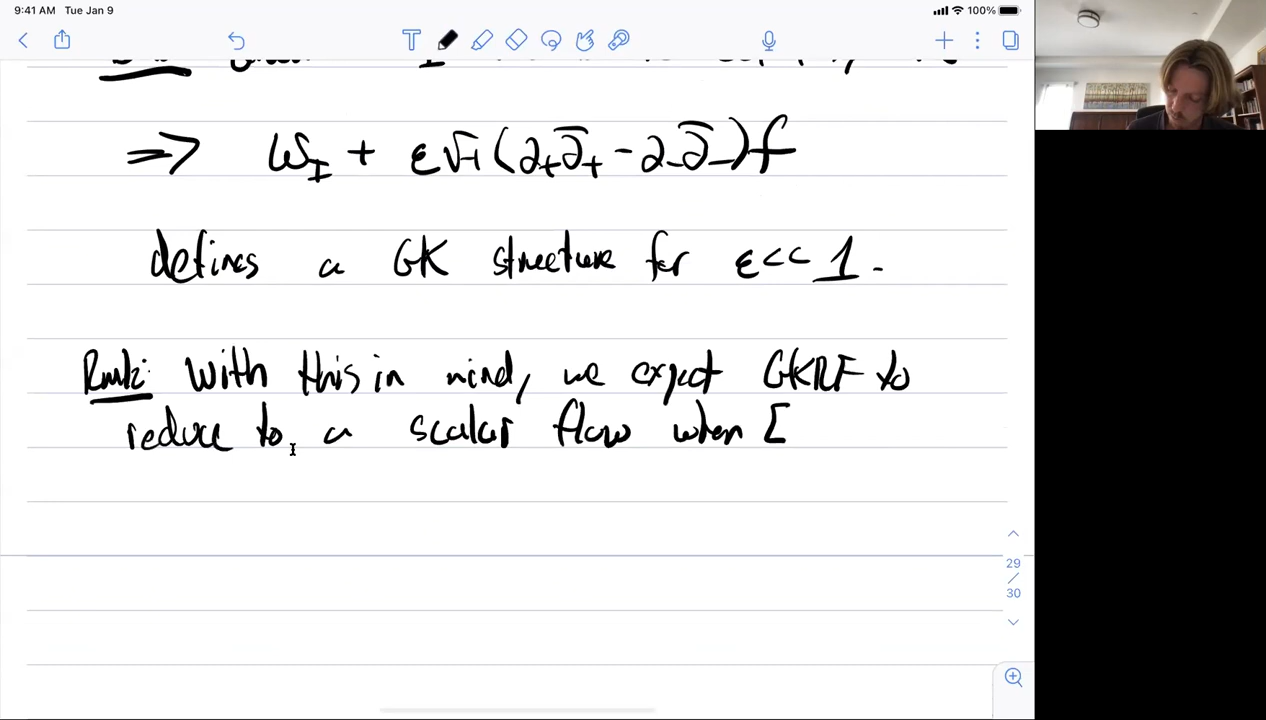 9:41 AM Tue Jan 9
100%
⇒ ω_I + ε√-1(∂₊∂̄₊ - ∂₋∂̄₋)f
defines a GK structure for ε<<1.
Rmk: With this in mind, we expect GKRF to
reduce to a scalar flow when [
29
/
30